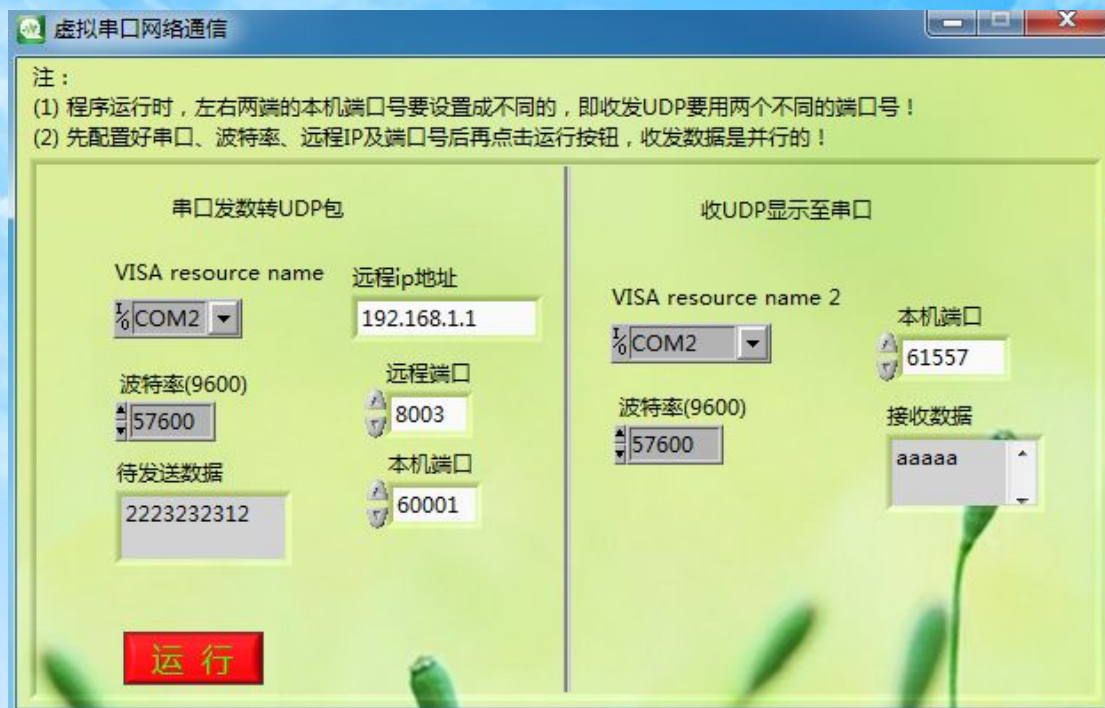 虚拟串口网络通信
注：
(1) 程序运行时，左右两端的本机端口号要设置成不同的，即收发UDP要用两个不同的端口号！
(2) 先配置好串口、波特率、远程IP及端口号后再点击运行按钮，收发数据是并行的！
串口发数转UDP包
VISA resource name
COM2
远程ip地址
192.168.1.1
波特率(9600)
57600
远程端口
8003
待发送数据
2223232312
本机端口
60001
运行
收UDP显示至串口
VISA resource name 2
COM2
本机端口
61557
波特率(9600)
57600
接收数据
aaaaa